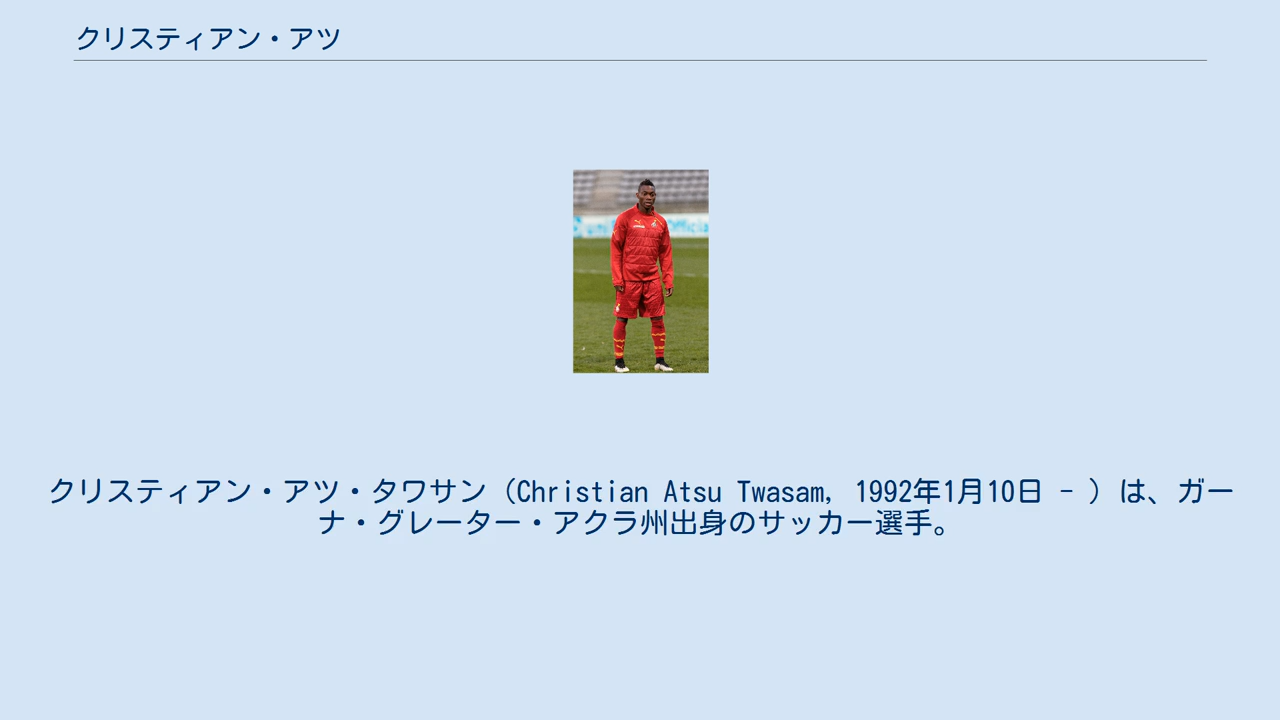 クリスティアン・アツ
クリスティアン・アツ・タワサン（Christian Atsu Twasam, 1992年1月10日 - ）は、ガー
ナ・グレーター・アクラ州出身のサッカー選手。